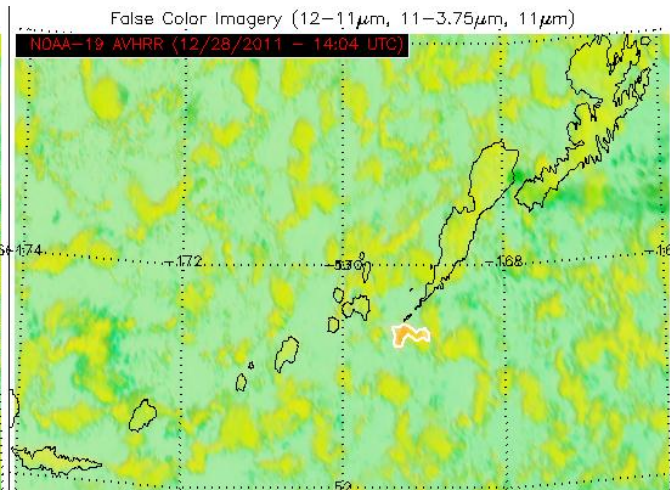 False Color Imagery (12-11μm, 11-3.75μm, 11μm)
NOAA-19 AVHRR (12/28/2011 - 14:04 UTC)
-174
-172
-168